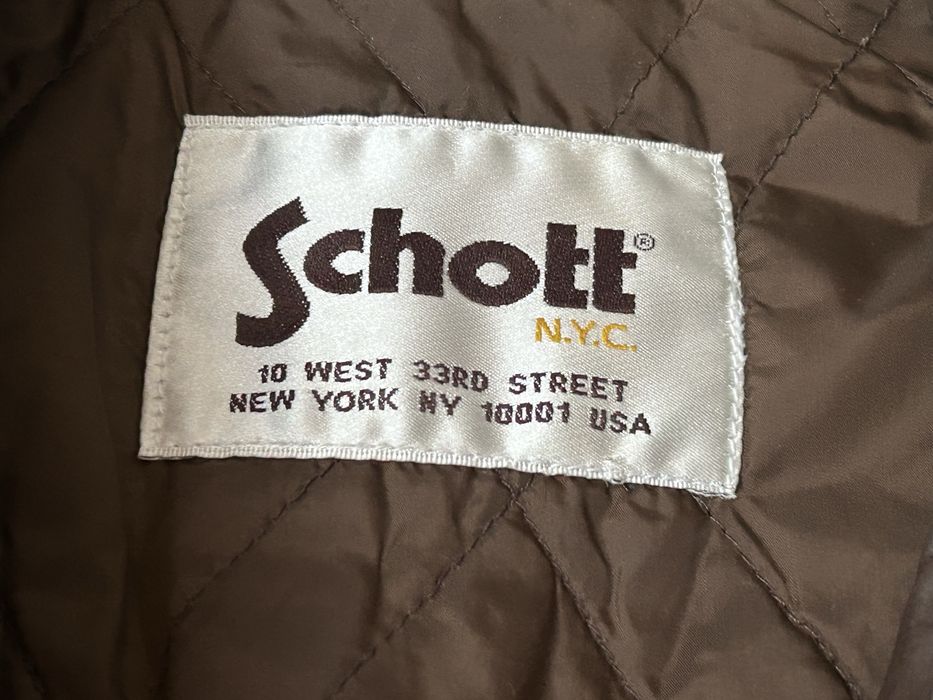 Schott®
N.Y.C.
10 WEST 33RD STREET
NEW YORK NY 10001 USA